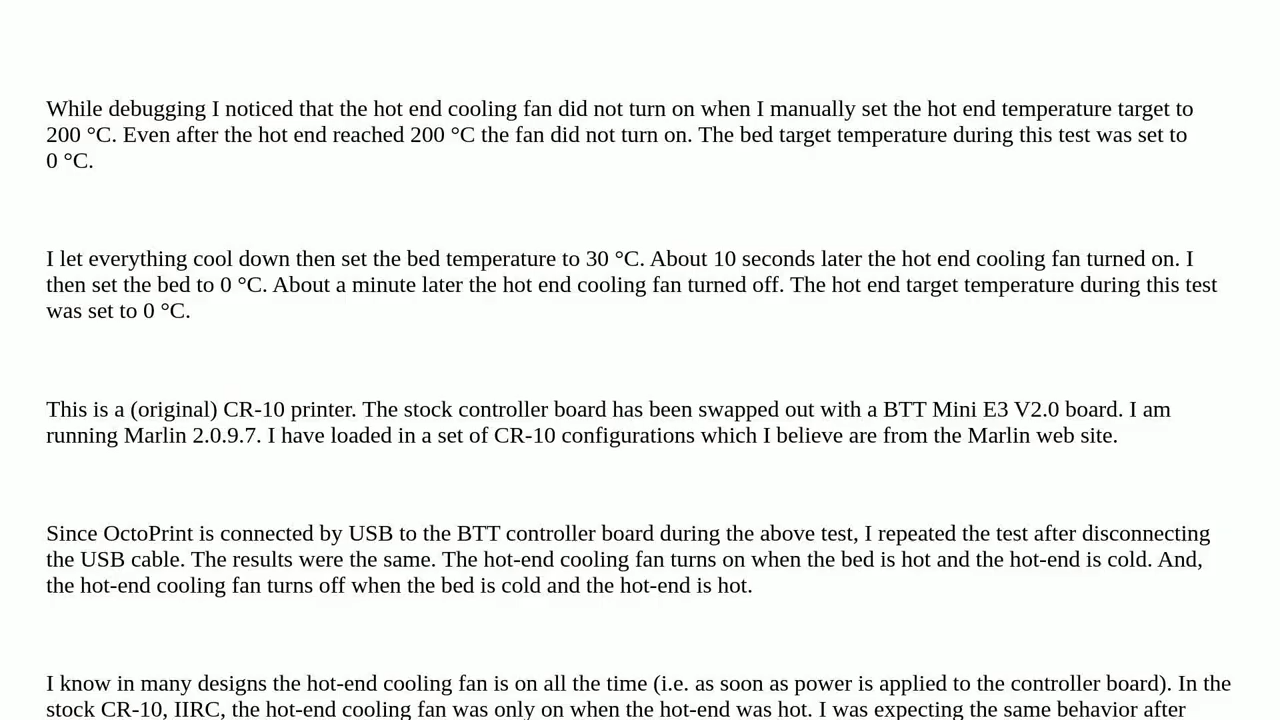 While debugging I noticed that the hot end cooling fan did not turn on when I manually set the hot end temperature target to
200 °C. Even after the hot end reached 200 °C the fan did not turn on. The bed target temperature during this test was set to
0 °C.
I let everything cool down then set the bed temperature to 30 °C. About 10 seconds later the hot end cooling fan turned on. I
then set the bed to 0 °C. About a minute later the hot end cooling fan turned off. The hot end target temperature during this test
was set to 0 °C.
This is a (original) CR-10 printer. The stock controller board has been swapped out with a BTT Mini E3 V2.0 board. I am
running Marlin 2.0.9.7. I have loaded in a set of CR-10 configurations which I believe are from the Marlin web site.
Since OctoPrint is connected by USB to the BTT controller board during the above test, I repeated the test after disconnecting
the USB cable. The results were the same. The hot-end cooling fan turns on when the bed is hot and the hot-end is cold. And,
the hot-end cooling fan turns off when the bed is cold and the hot-end is hot.
I know in many designs the hot-end cooling fan is on all the time (i.e. as soon as power is applied to the controller board). In the
stock CR-10, IIRC, the hot-end cooling fan was only on when the hot-end was hot. I was expecting the same behavior after